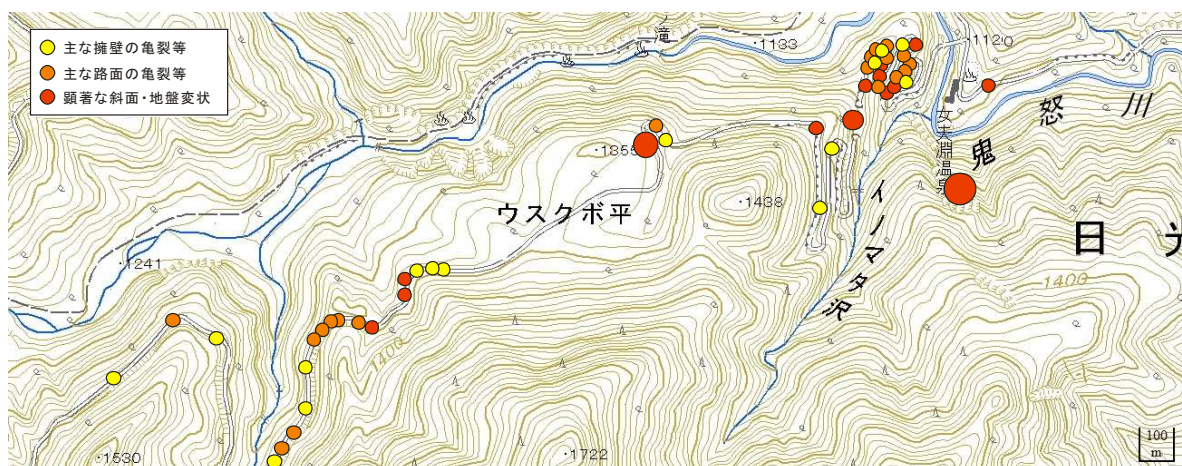 主な擁壁の亀裂等
主な路面の亀裂等
顕著な斜面・地盤変状
滝
・1133
・1120
女夫淵温泉
鬼怒川
ウスクボ平
・1438
イノマタ沢
日光
1400
・1241
1400
・1530
・1722
100
m